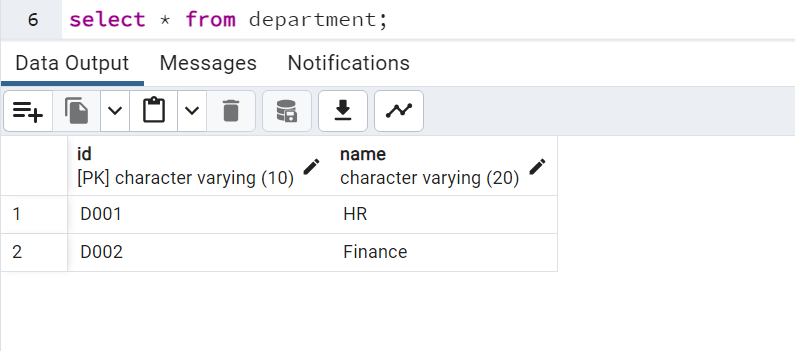 6 select * from department;
Data Output Messages Notifications
id name
[PK] character varying (10) character varying (20)
1 D001 HR
2 D002 Finance